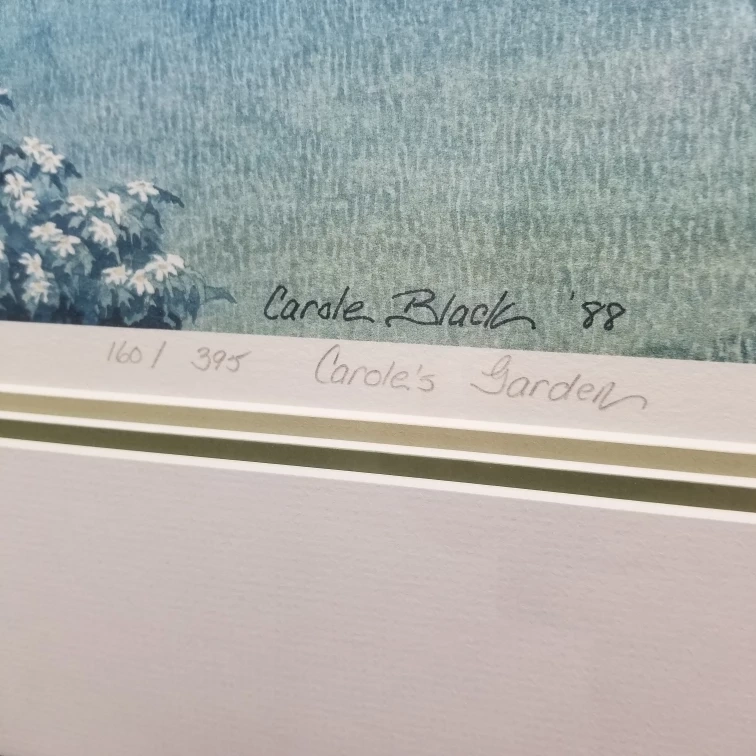 Carole Black '88
160/ 395 Carole's Garden